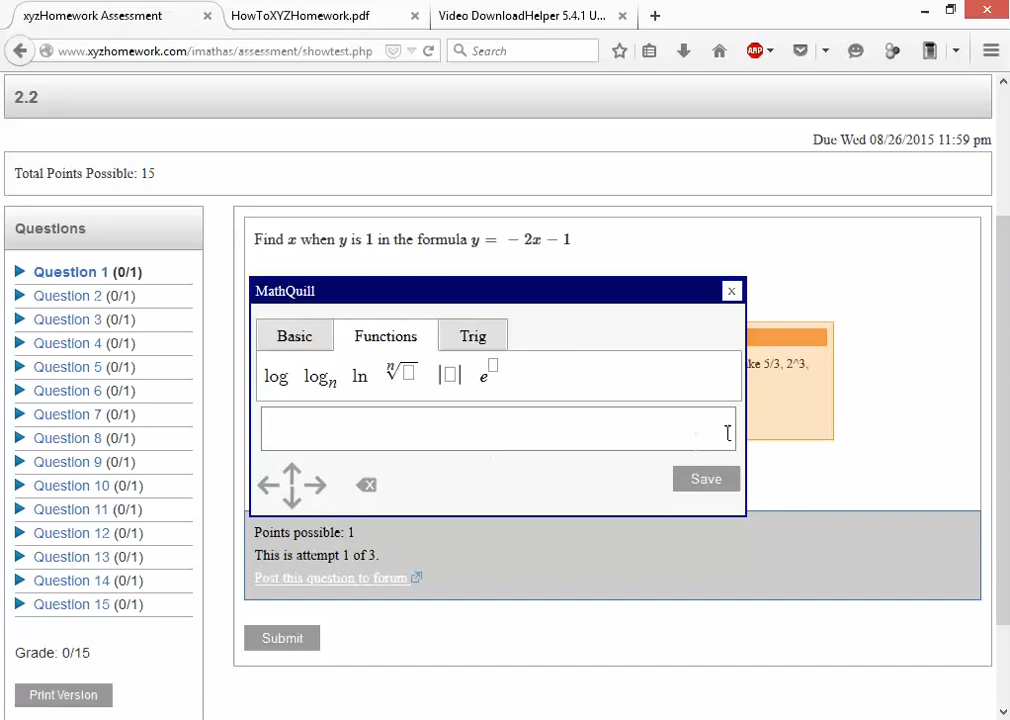 xyzHomework Assessment
HowToXYZHomework.pdf
Video DownloadHelper 5.4.1 U...
www.xyzhomework.com/imathas/assessment/showtest.php
Search
ABP
2.2
Due Wed 08/26/2015 11:59 pm
Total Points Possible: 15
Questions
Question 1 (0/1)
Question 2 (0/1)
Question 3 (0/1)
Question 4 (0/1)
Question 5 (0/1)
Question 6 (0/1)
Question 7 (0/1)
Question 8 (0/1)
Question 9 (0/1)
Question 10 (0/1)
Question 11 (0/1)
Question 12 (0/1)
Question 13 (0/1)
Question 14 (0/1)
Question 15 (0/1)
Grade: 0/15
Print Version
Find x when y is 1 in the formula y = − 2x − 1
MathQuill
x
Basic Functions Trig
log logn ln n√□ |□| e□
ke 5/3, 2^3,
Save
Points possible: 1
This is attempt 1 of 3.
Post this question to forum
Submit